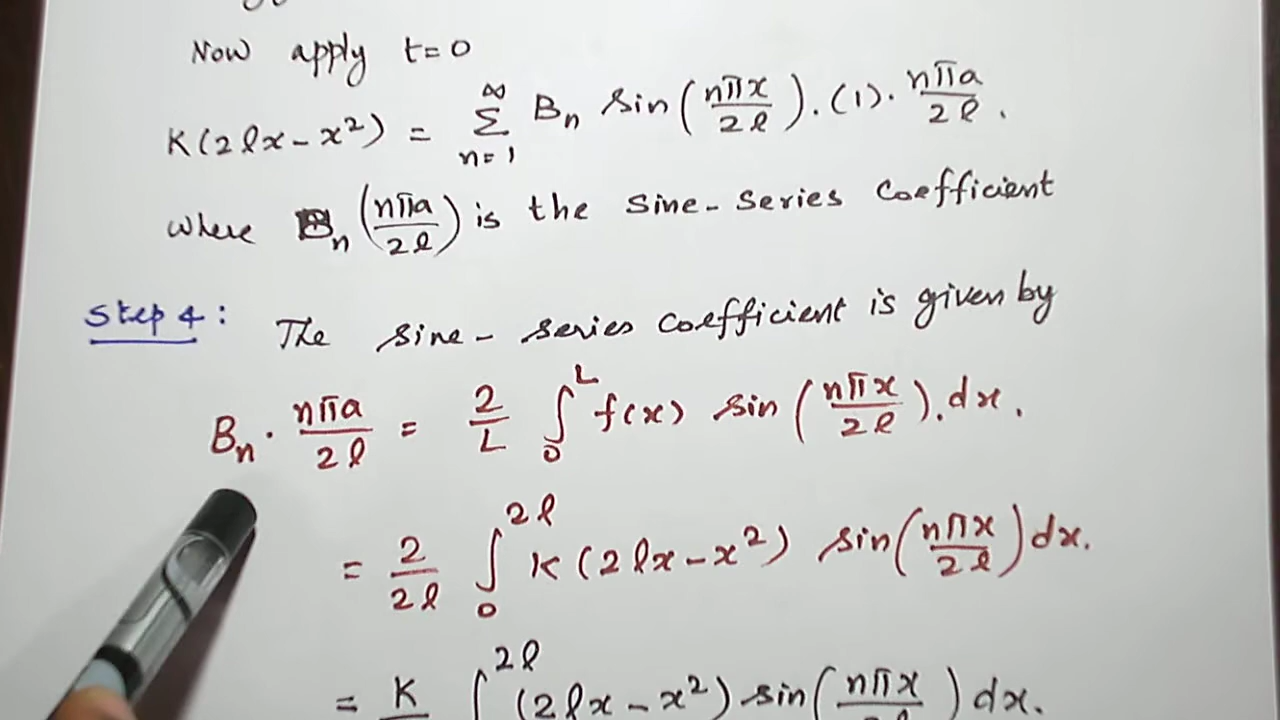 Now apply t=0
K(2lx-x²) = ∑_{n=1}^{∞} B_n sin(nπx/2l).(1).nπa/2l.
where B_n(nπa/2l) is the sine-series coefficient
Step 4: The sine-series coefficient is given by
B_n.nπa/2l = 2/L ∫_0^L f(x) sin(nπx/2l).dx.
= 2/2l ∫_0^{2l} K(2lx-x²) sin(nπx/2l)dx.
= K ∫^{2l} (2lx-x²) sin(nπx/2l)dx.